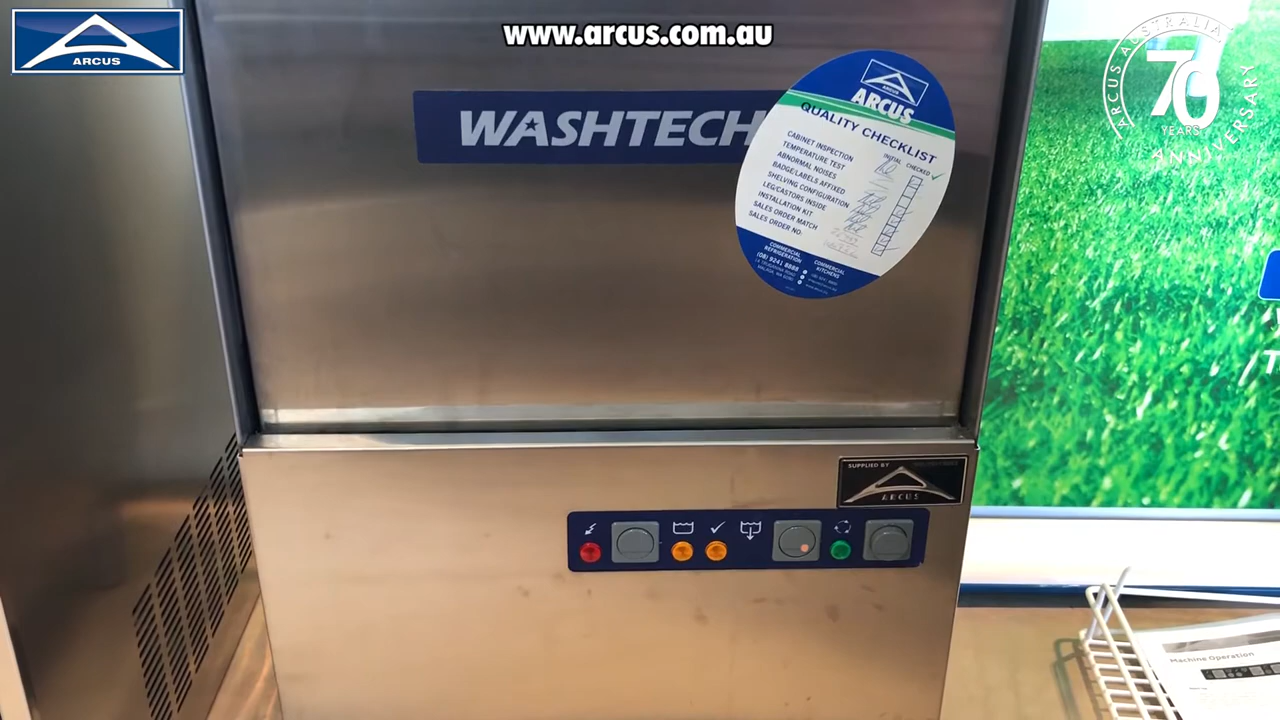 ARCUS
www.arcus.com.au
ARCUS AUSTRALIA
70
YEARS
ANNIVERSARY
WASHTECH
ARCUS
QUALITY CHECKLIST
INITIAL CHECKED
CABINET INSPECTION
TEMPERATURE TEST
ABNORMAL NOISES
BADGE/LABELS AFFIXED
SHELVING CONFIGURATION
LEG/CASTORS INSIDE
INSTALLATION KIT
SALES ORDER MATCH
SALES ORDER NO:
COMMERCIAL
REFRIGERATION
(08) 9241 8888
COMMERCIAL
KITCHENS
SUPPLIED BY
ARCUS
Machine Operation